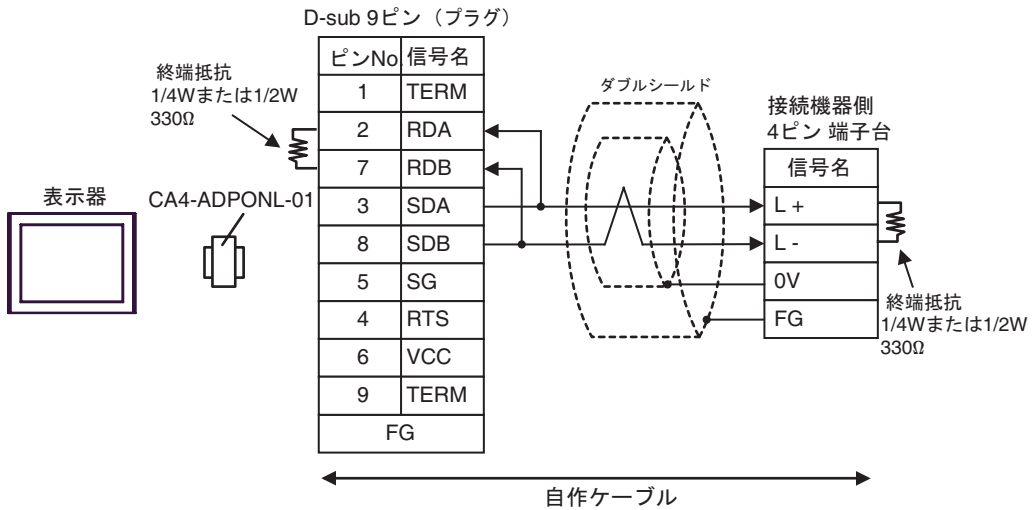 D-sub 9ピン（プラグ）
ピンNo. 信号名
1 TERM
2 RDA
7 RDB
3 SDA
8 SDB
5 SG
4 RTS
6 VCC
9 TERM
FG
終端抵抗
1/4Wまたは1/2W
330Ω
表示器
CA4-ADPONL-01
ダブルシールド
接続機器側
4ピン 端子台
信号名
L +
L -
0V
FG
終端抵抗
1/4Wまたは1/2W
330Ω
自作ケーブル